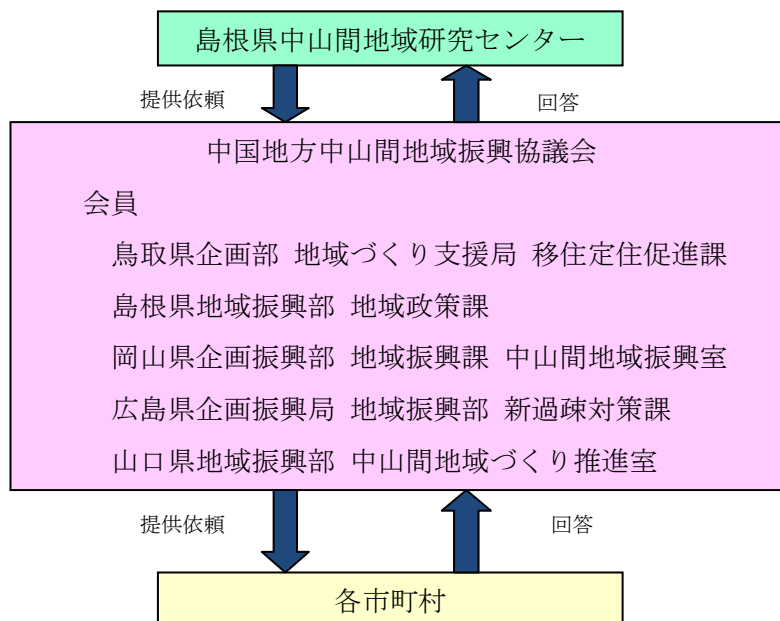 島根県中山間地域研究センター
提供依頼
回答
中国地方中山間地域振興協議会
会員
鳥取県企画部 地域づくり支援局 移住定住促進課
島根県地域振興部 地域政策課
岡山県企画振興部 地域振興課 中山間地域振興室
広島県企画振興局 地域振興部 新過疎対策課
山口県地域振興部 中山間地域づくり推進室
提供依頼
回答
各市町村